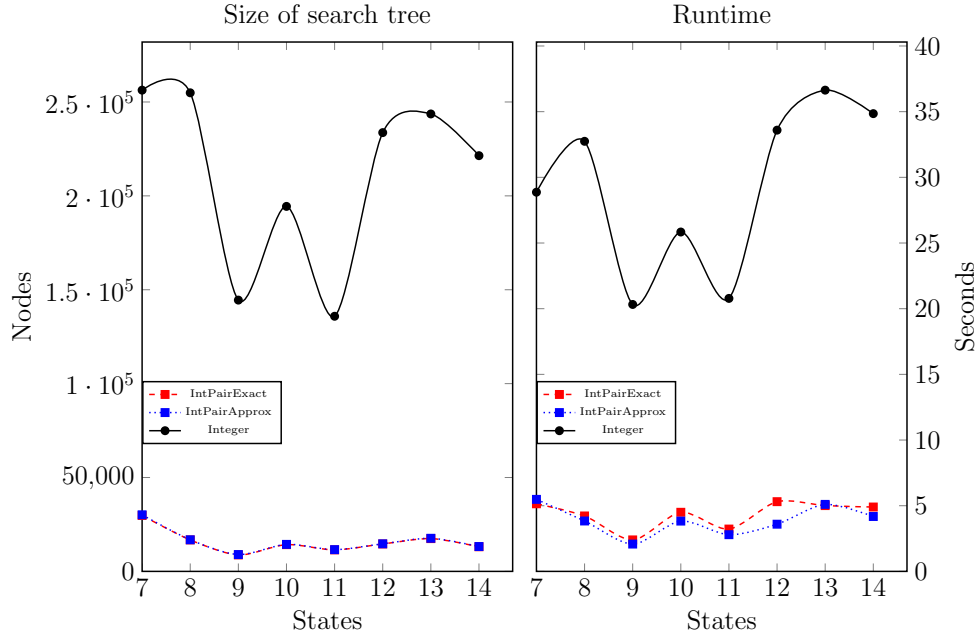 Size of search tree
Nodes
2.5 · 10^5
2 · 10^5
1.5 · 10^5
1 · 10^5
50,000
0
IntPairExact
IntPairApprox
Integer
7 8 9 10 11 12 13 14
States
Runtime
IntPairExact
IntPairApprox
Integer
7 8 9 10 11 12 13 14
States
40
35
30
25
20
15
10
5
0
Seconds